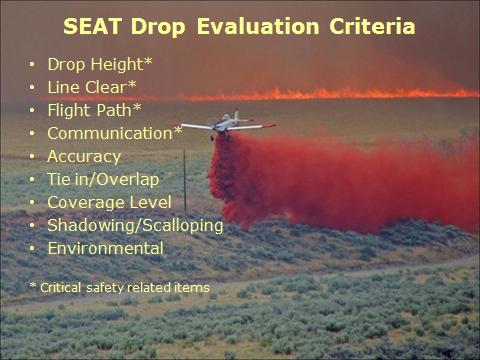 SEAT Drop Evaluation Criteria
• Drop Height*
• Line Clear*
• Flight Path*
• Communication*
• Accuracy
• Tie in/Overlap
• Coverage Level
• Shadowing/Scalloping
• Environmental
* Critical safety related items